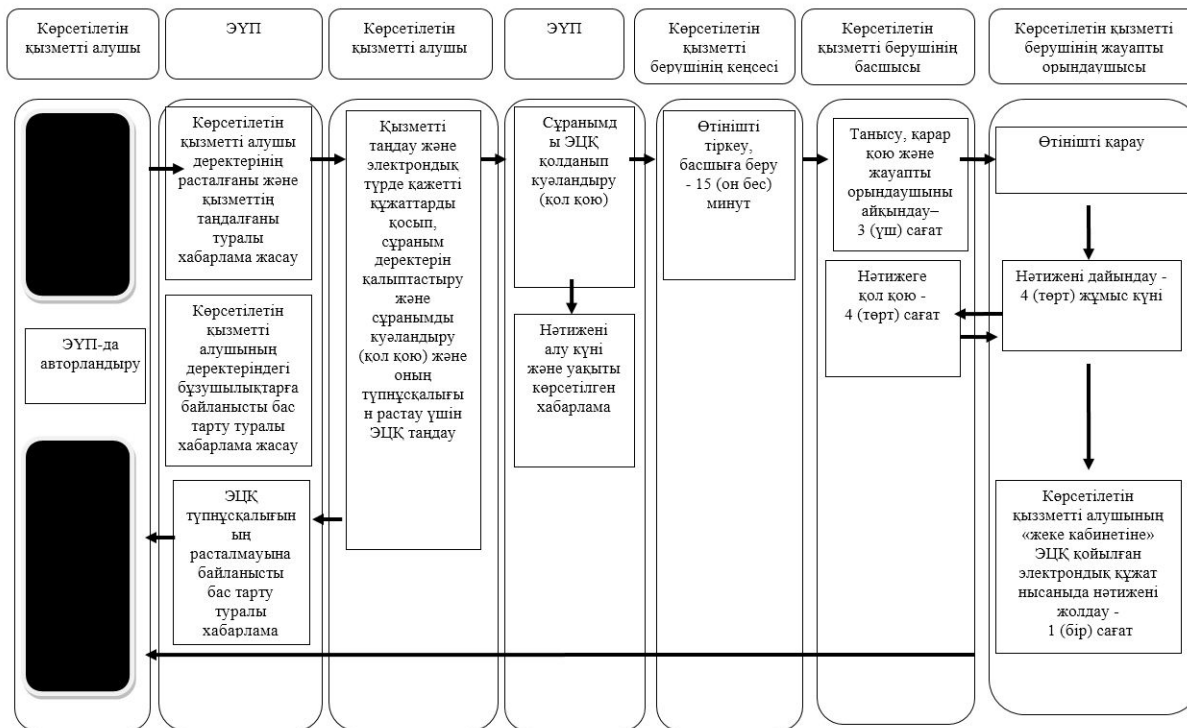 Көрсетілетін
қызметті алушы
ЭҮП
Көрсетілетін
қызметті алушы
ЭҮП
Көрсетілетін
қызметті
берушінің кеңсесі
Көрсетілетін
қызметті берушінің
басшысы
Көрсетілетін қызметті
берушінің жауапты
орындаушысы
ЭҮП-да
авторландыру
Көрсетілетін
қызметті алушы
деректерінің
расталғаны және
қызметтің
таңдалғаны
туралы
хабарлама жасау
Көрсетілетін
қызметті
алушының
деректеріндегі
бұзушылықтарға
байланысты бас
тарту туралы
хабарлама жасау
ЭЦҚ
түпнұсқалығын
ың
расталмауына
байланысты
бас тарту
туралы
хабарлама
Қызметті
таңдау және
электрондық
түрде қажетті
құжаттарды
қосып,
сұраным
деректерін
қалыптастыру
және
сұранымды
куәландыру
(қол қою) және
оның
түпнұсқалығы
н растау үшін
ЭЦҚ таңдау
Сұранымд
ы ЭЦҚ
қолданып
куәландыру
(қол қою)
Нәтижені
алу күні
және уақыты
көрсетілген
хабарлама
Өтінішті
тіркеу,
басшыға беру
- 15 (он бес)
минут
Танысу, қарар
қою және
жауапты
орындаушыны
айқындау–
3 (үш) сағат
Нәтижеге
қол қою -
4 (төрт) сағат
Өтінішті қарау
Нәтижені дайындау -
4 (төрт) жұмыс күні
Көрсетілетін
қыззметті алушының
«жеке кабинетіне»
ЭЦҚ қойылған
электрондық құжат
нысаныда нәтижені
жолдау -
1 (бір) сағат